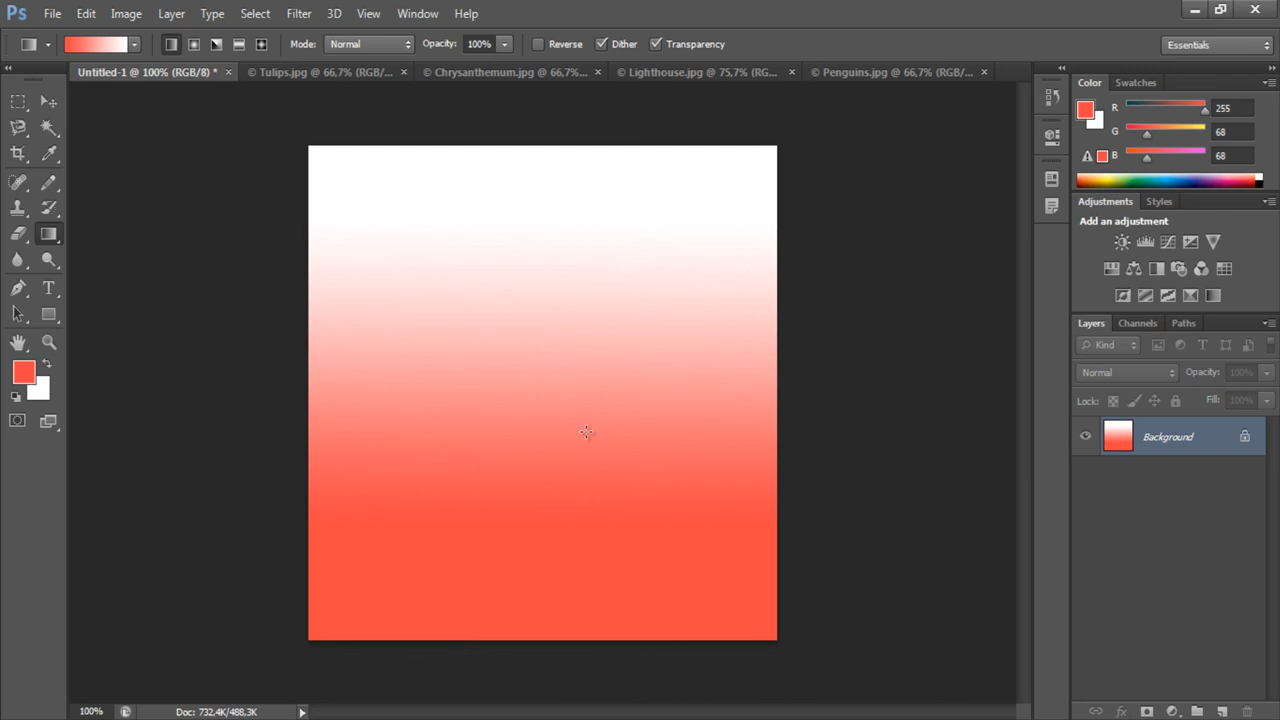 Ps File Edit Image Layer Type Select Filter 3D View Window Help
Mode: Normal Opacity: 100% Reverse Dither Transparency Essentials
Untitled-1 @ 100% (RGB/8) * × © Tulips.jpg @ 66,7% (RGB/... × © Chrysanthemum.jpg @ 66,7%... × © Lighthouse.jpg @ 75,7% (RG... × © Penguins.jpg @ 66,7% (RGB/... ×
Color Swatches
R 255
G 68
B 68
Adjustments Styles
Add an adjustment
Layers Channels Paths
Kind T
Normal Opacity: 100%
Lock: Fill: 100%
Background
T
fx
100% Doc: 732,4K/488,3K